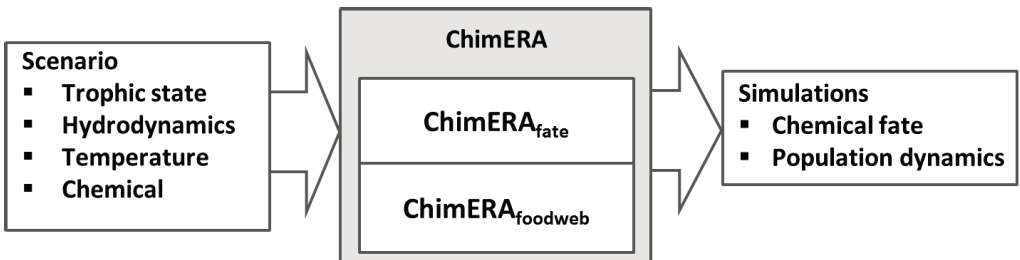 Scenario
▪ Trophic state
▪ Hydrodynamics
▪ Temperature
▪ Chemical
ChimERA
ChimERAfate
ChimERAfoodweb
Simulations
▪ Chemical fate
▪ Population dynamics